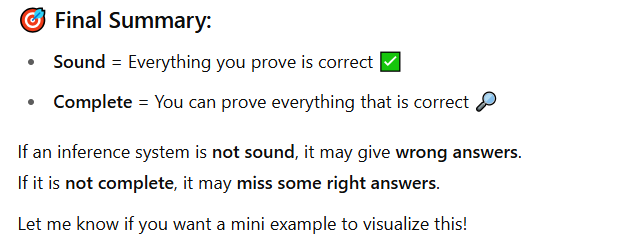 🎯 Final Summary:
• Sound = Everything you prove is correct ✅
• Complete = You can prove everything that is correct 🔎
If an inference system is not sound, it may give wrong answers.
If it is not complete, it may miss some right answers.
Let me know if you want a mini example to visualize this!